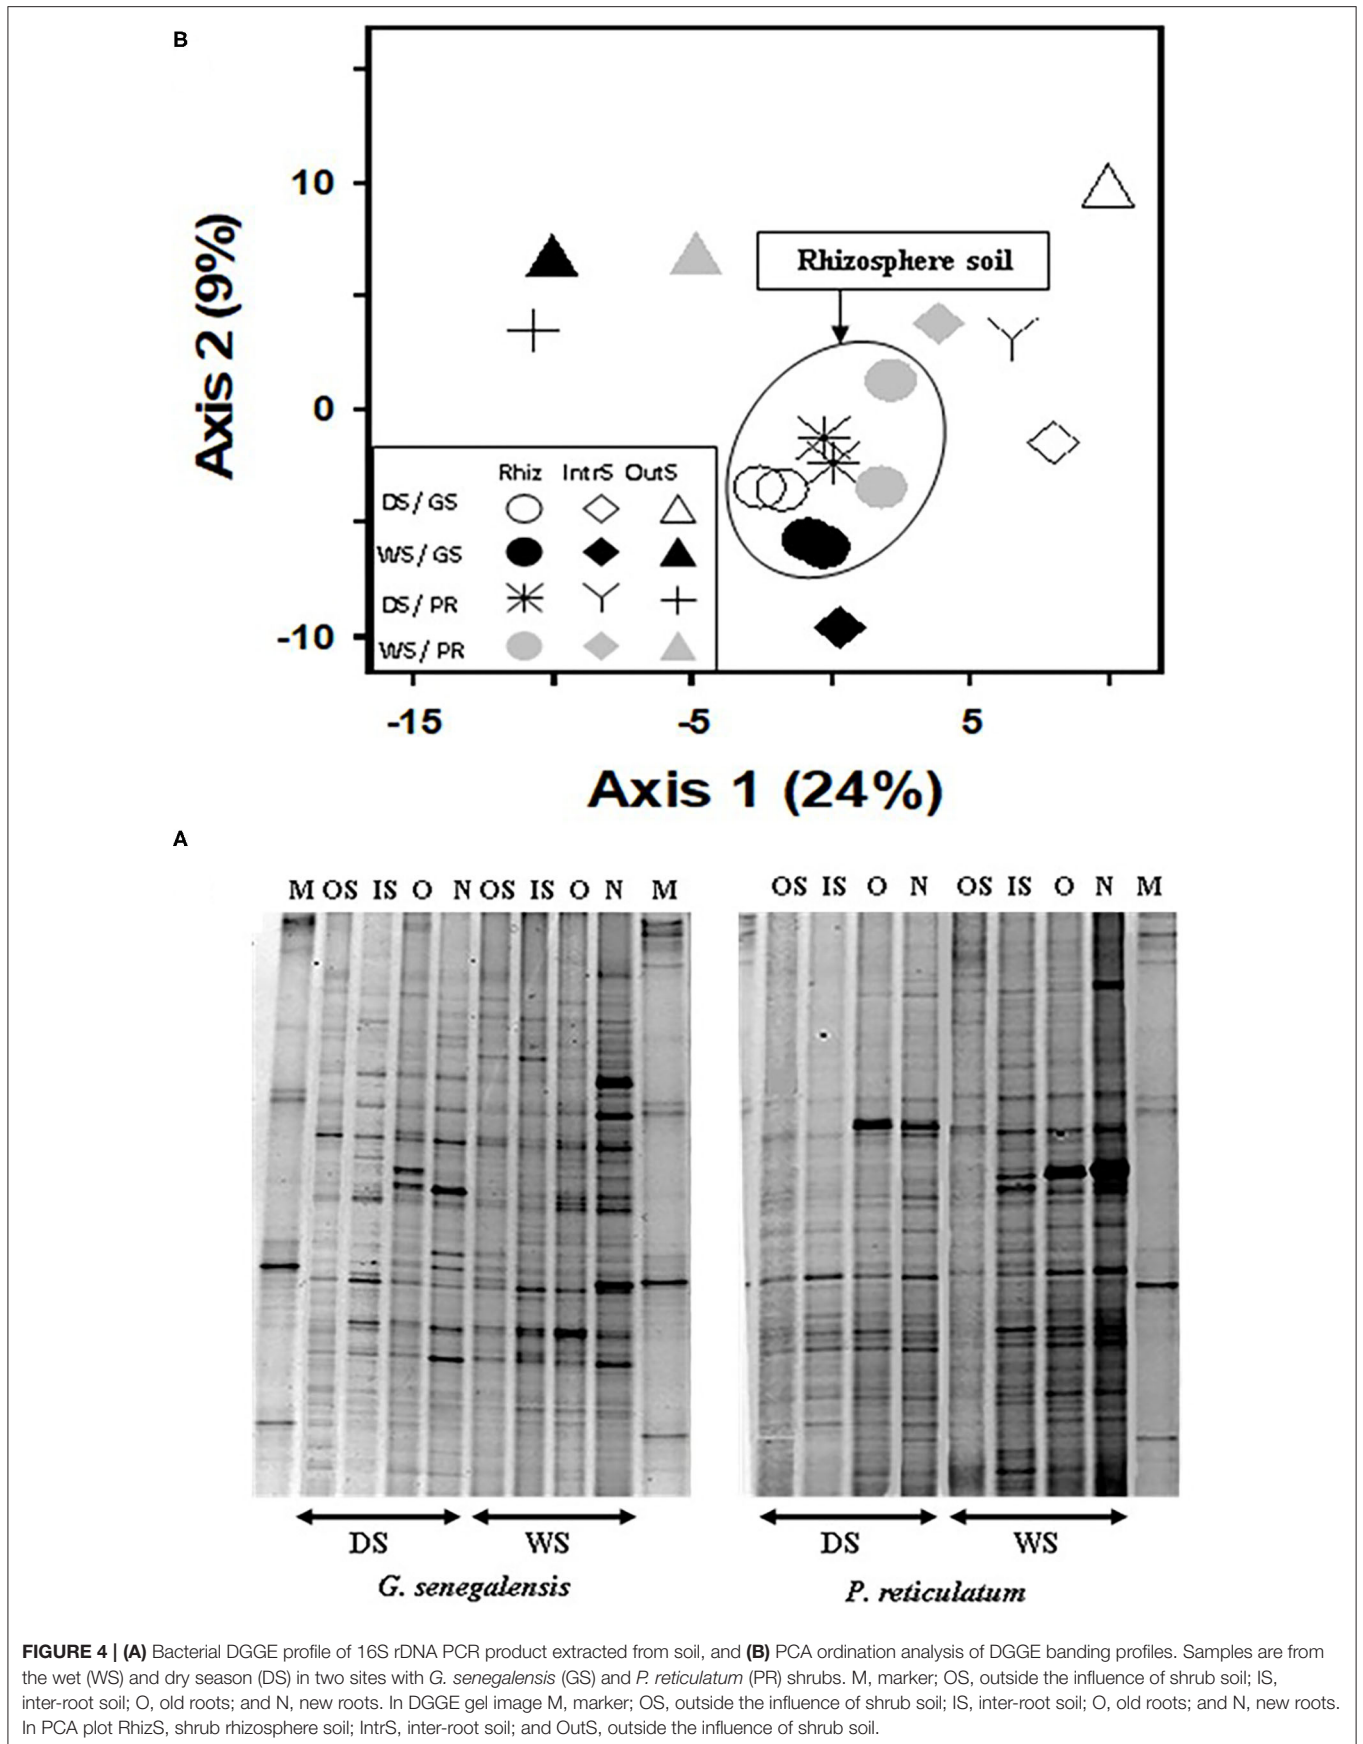 B
10
0
-10
Axis 2 (9%)
Rhizosphere soil
Rhiz IntrS OutS
DS / GS
WS / GS
DS / PR
WS / PR
-15 -5 5
Axis 1 (24%)
A
M OS IS O N OS IS O N M
OS IS O N OS IS O N M
DS WS
DS WS
G. senegalensis
P. reticulatum
FIGURE 4 | (A) Bacterial DGGE profile of 16S rDNA PCR product extracted from soil, and (B) PCA ordination analysis of DGGE banding profiles. Samples are from
the wet (WS) and dry season (DS) in two sites with G. senegalensis (GS) and P. reticulatum (PR) shrubs. M, marker; OS, outside the influence of shrub soil; IS,
inter-root soil; O, old roots; and N, new roots. In DGGE gel image M, marker; OS, outside the influence of shrub soil; IS, inter-root soil; O, old roots; and N, new roots.
In PCA plot RhizS, shrub rhizosphere soil; IntrS, inter-root soil; and OutS, outside the influence of shrub soil.